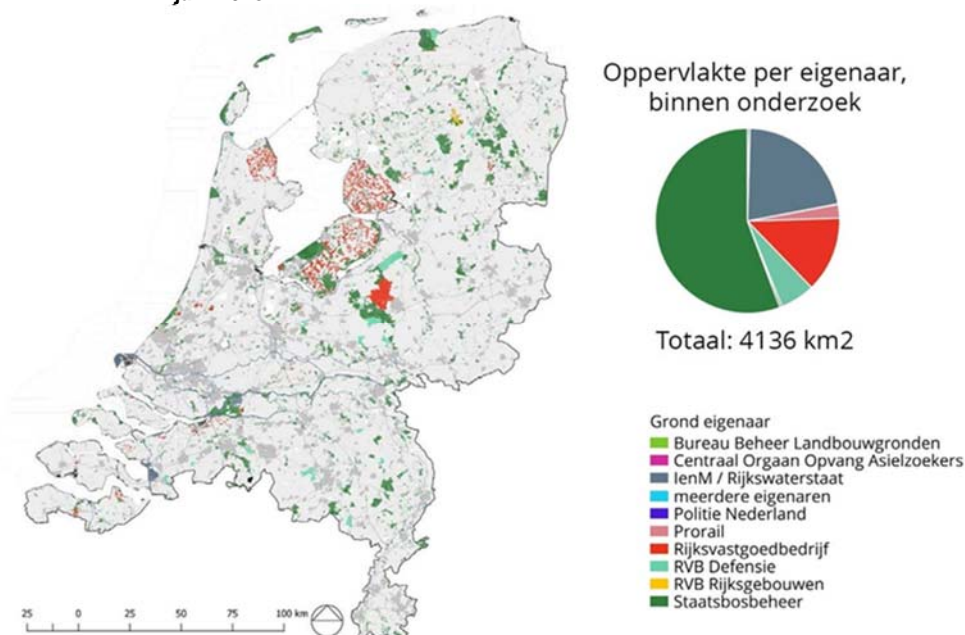 Oppervlakte per eigenaar,
binnen onderzoek
Totaal: 4136 km2
Grond eigenaar
Bureau Beheer Landbouwgronden
Centraal Orgaan Opvang Asielzoekers
IenM / Rijkswaterstaat
meerdere eigenaren
Politie Nederland
Prorail
Rijksvastgoedbedrijf
RVB Defensie
RVB Rijksgebouwen
Staatsbosbeheer
25 0 25 50 75 100 km